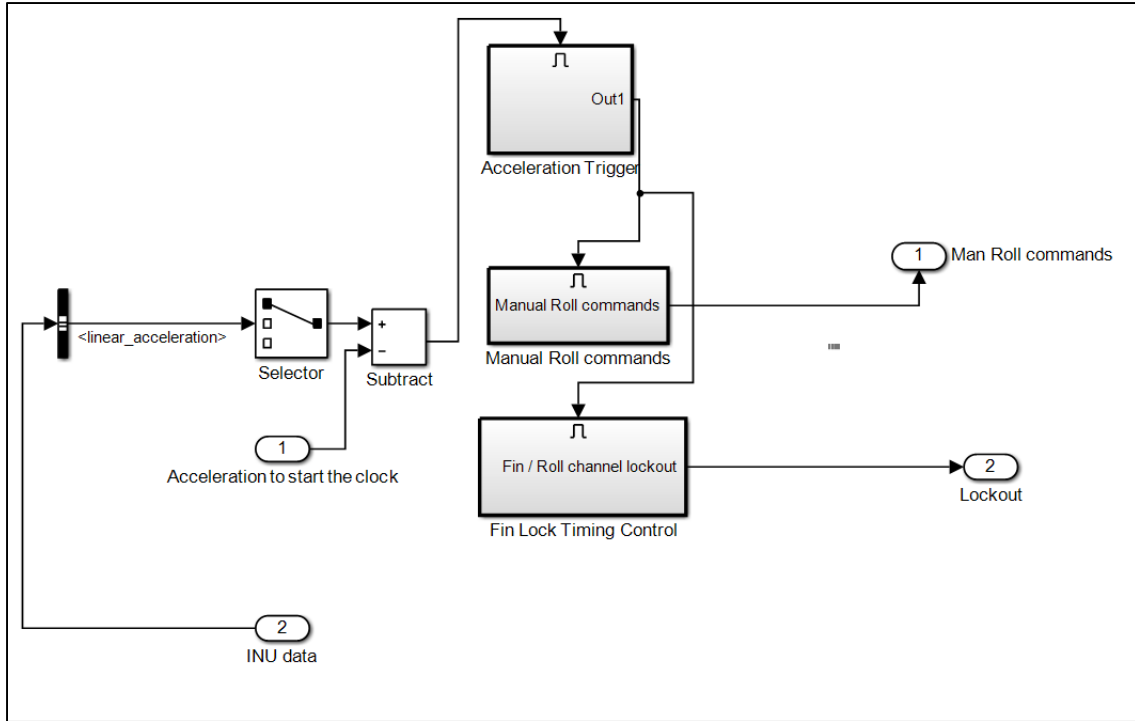 Out1
Acceleration Trigger
Manual Roll commands
Manual Roll commands
1
Man Roll commands
<linear_acceleration>
Selector
+
−
Subtract
1
Acceleration to start the clock
Fin / Roll channel lockout
Fin Lock Timing Control
2
Lockout
2
INU data